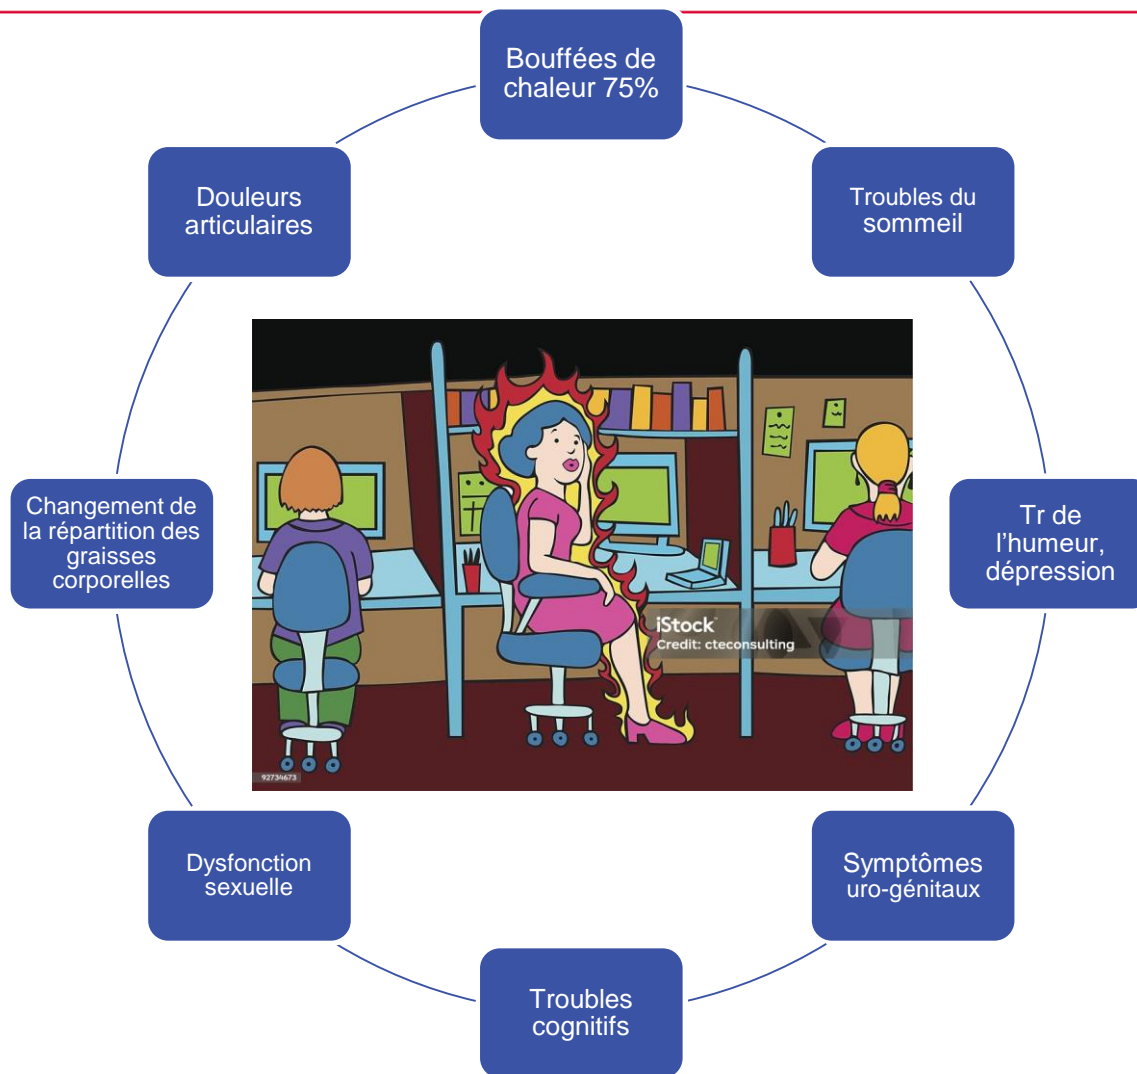 Bouffées de
chaleur 75%
Troubles du
sommeil
Tr de
l’humeur,
dépression
Symptômes
uro-génitaux
Troubles
cognitifs
Dysfonction
sexuelle
Changement de
la répartition des
graisses
corporelles
Douleurs
articulaires
iStock
Credit: cteconsulting
92734673